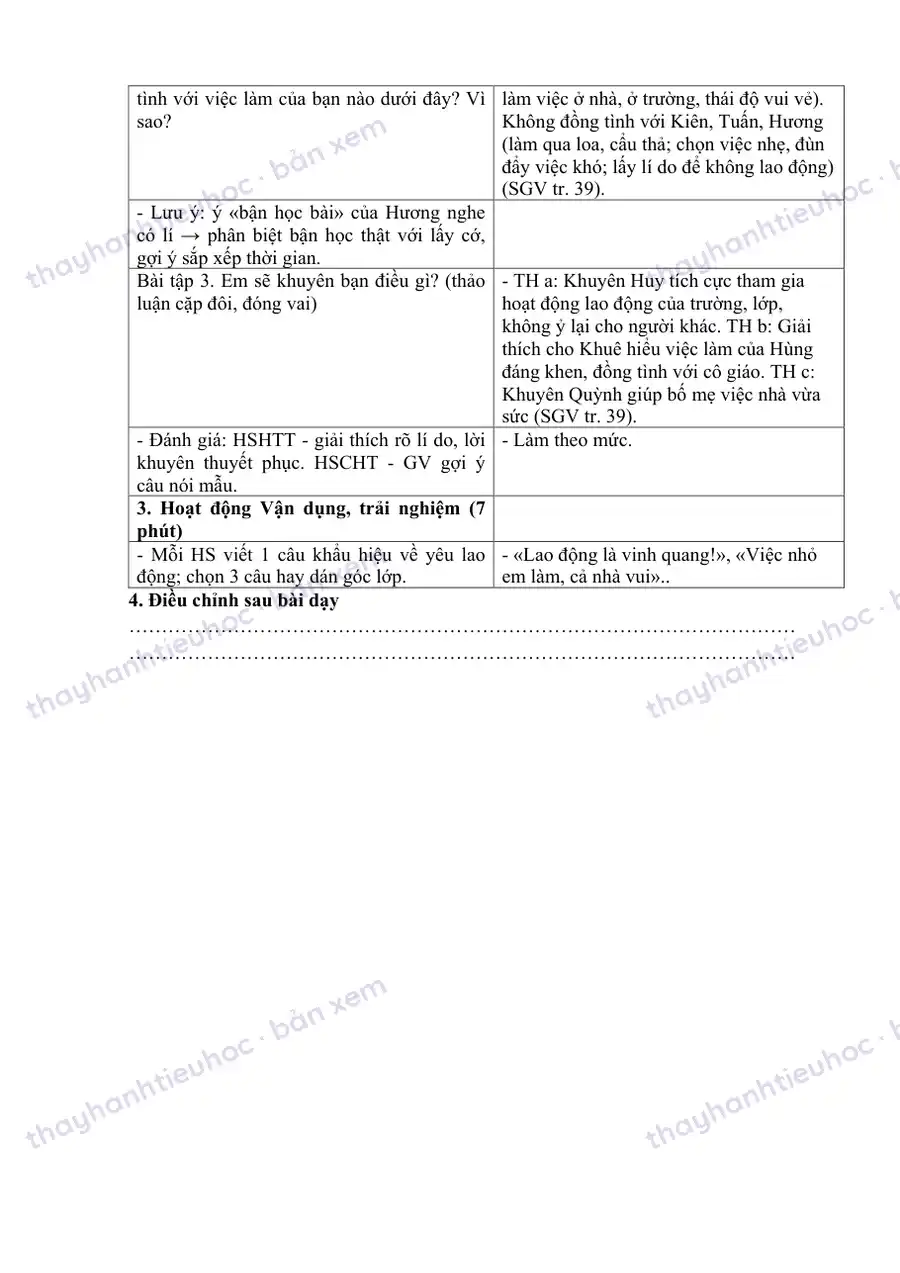 tình với việc làm của bạn nào dưới đây? Vì
sao?
làm việc ở nhà, ở trường, thái độ vui vẻ).
Không đồng tình với Kiên, Tuấn, Hương
(làm qua loa, cẩu thả; chọn việc nhẹ, đùn
đẩy việc khó; lấy lí do để không lao động)
(SGV tr. 39).
- Lưu ý: ý «bận học bài» của Hương nghe
có lí → phân biệt bận học thật với lấy cớ,
gợi ý sắp xếp thời gian.
Bài tập 3. Em sẽ khuyên bạn điều gì? (thảo
luận cặp đôi, đóng vai)
- TH a: Khuyên Huy tích cực tham gia
hoạt động lao động của trường, lớp,
không ỷ lại cho người khác. TH b: Giải
thích cho Khuê hiểu việc làm của Hùng
đáng khen, đồng tình với cô giáo. TH c:
Khuyên Quỳnh giúp bố mẹ việc nhà vừa
sức (SGV tr. 39).
- Đánh giá: HSHTT - giải thích rõ lí do, lời
khuyên thuyết phục. HSCHT - GV gợi ý
câu nói mẫu.
- Làm theo mức.
3. Hoạt động Vận dụng, trải nghiệm (7
phút)
- Mỗi HS viết 1 câu khẩu hiệu về yêu lao
động; chọn 3 câu hay dán góc lớp.
- «Lao động là vinh quang!», «Việc nhỏ
em làm, cả nhà vui»..
4. Điều chỉnh sau bài dạy
……………………………………………………………………………………………
……………………………………………………………………………………………
thayhanhtieuhoc · bản xem
thayhanhtieuhoc · b
thayhanhtieuhoc · bản xem
thayhanhtieuhoc · b
thayhanhtieuhoc · bản xem
thayhanhtieuhoc · b